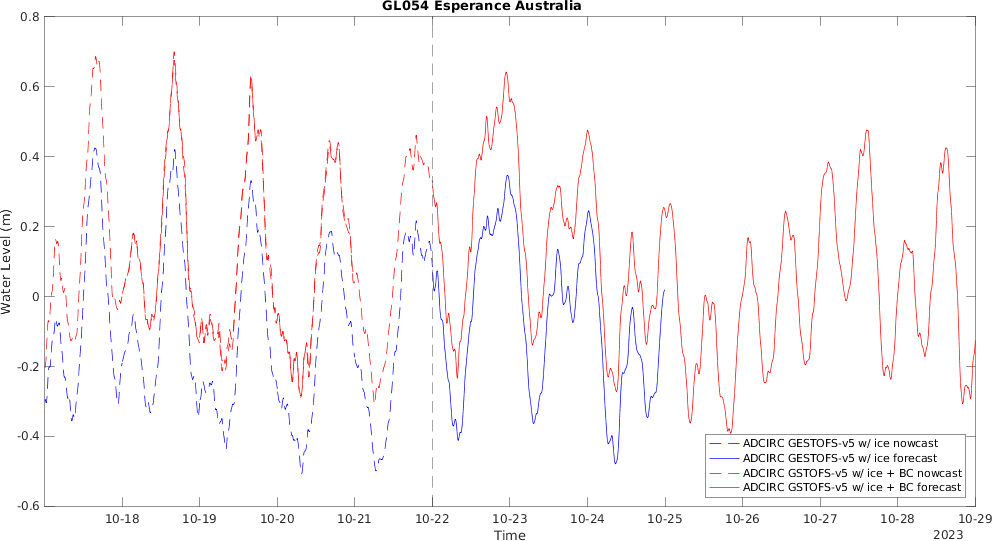 GL054 Esperance Australia
0.8
0.6
0.4
0.2
0
-0.2
-0.4
-0.6
Water Level (m)
ADCIRC GESTOFS-v5 w/ ice nowcast
ADCIRC GESTOFS-v5 w/ ice forecast
ADCIRC GSTOFS-v5 w/ ice + BC nowcast
ADCIRC GSTOFS-v5 w/ ice + BC forecast
10-18 10-19 10-20 10-21 10-22 10-23 10-24 10-25 10-26 10-27 10-28 10-29
Time
2023